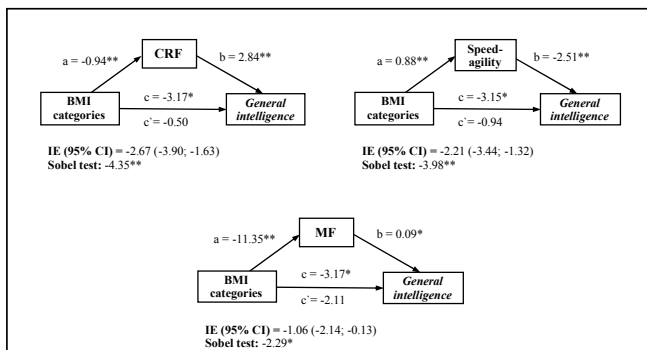 CRF
a = -0.94**
b = 2.84**
BMI
categories
c = -3.17*
c`= -0.50
General
intelligence
IE (95% CI) = -2.67 (-3.90; -1.63)
Sobel test: -4.35**
Speed-
agility
a = 0.88**
b = -2.51**
BMI
categories
c = -3.15*
c`= -0.94
General
intelligence
IE (95% CI) = -2.21 (-3.44; -1.32)
Sobel test: -3.98**
MF
a = -11.35**
b = 0.09*
BMI
categories
c = -3.17*
c`= -2.11
General
intelligence
IE (95% CI) = -1.06 (-2.14; -0.13)
Sobel test: -2.29*